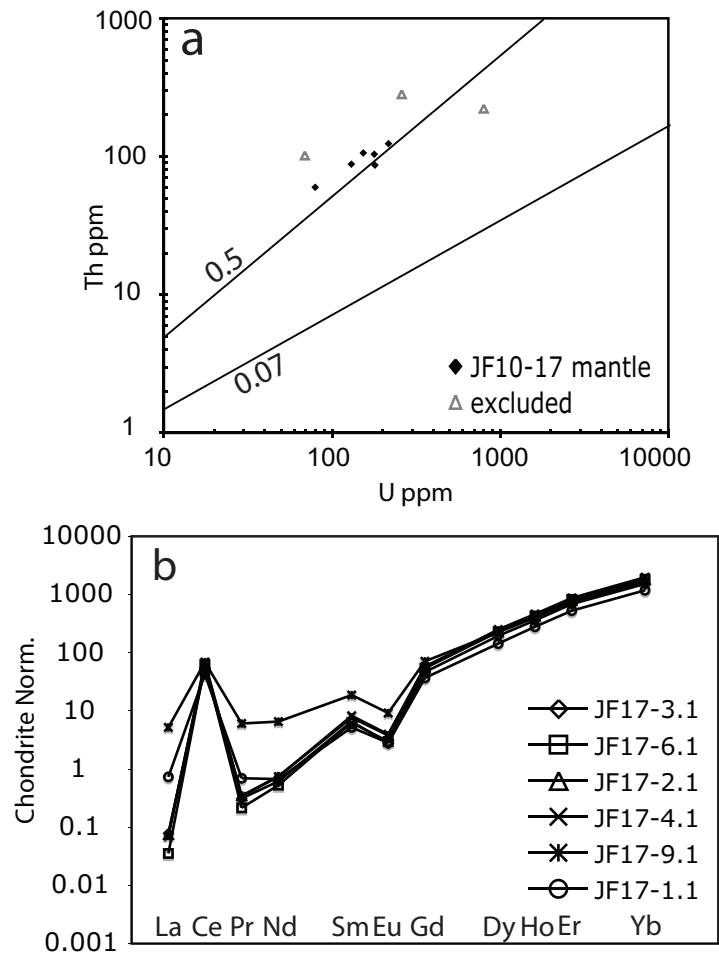 1000
a
100
Th ppm
0.5
10
0.07
JF10-17 mantle
excluded
1
10 100 1000 10000
U ppm
10000
b
1000
100
Chondrite Norm.
10
1
0.1
0.01
0.001
JF17-3.1
JF17-6.1
JF17-2.1
JF17-4.1
JF17-9.1
JF17-1.1
La Ce Pr Nd Sm Eu Gd Dy Ho Er Yb